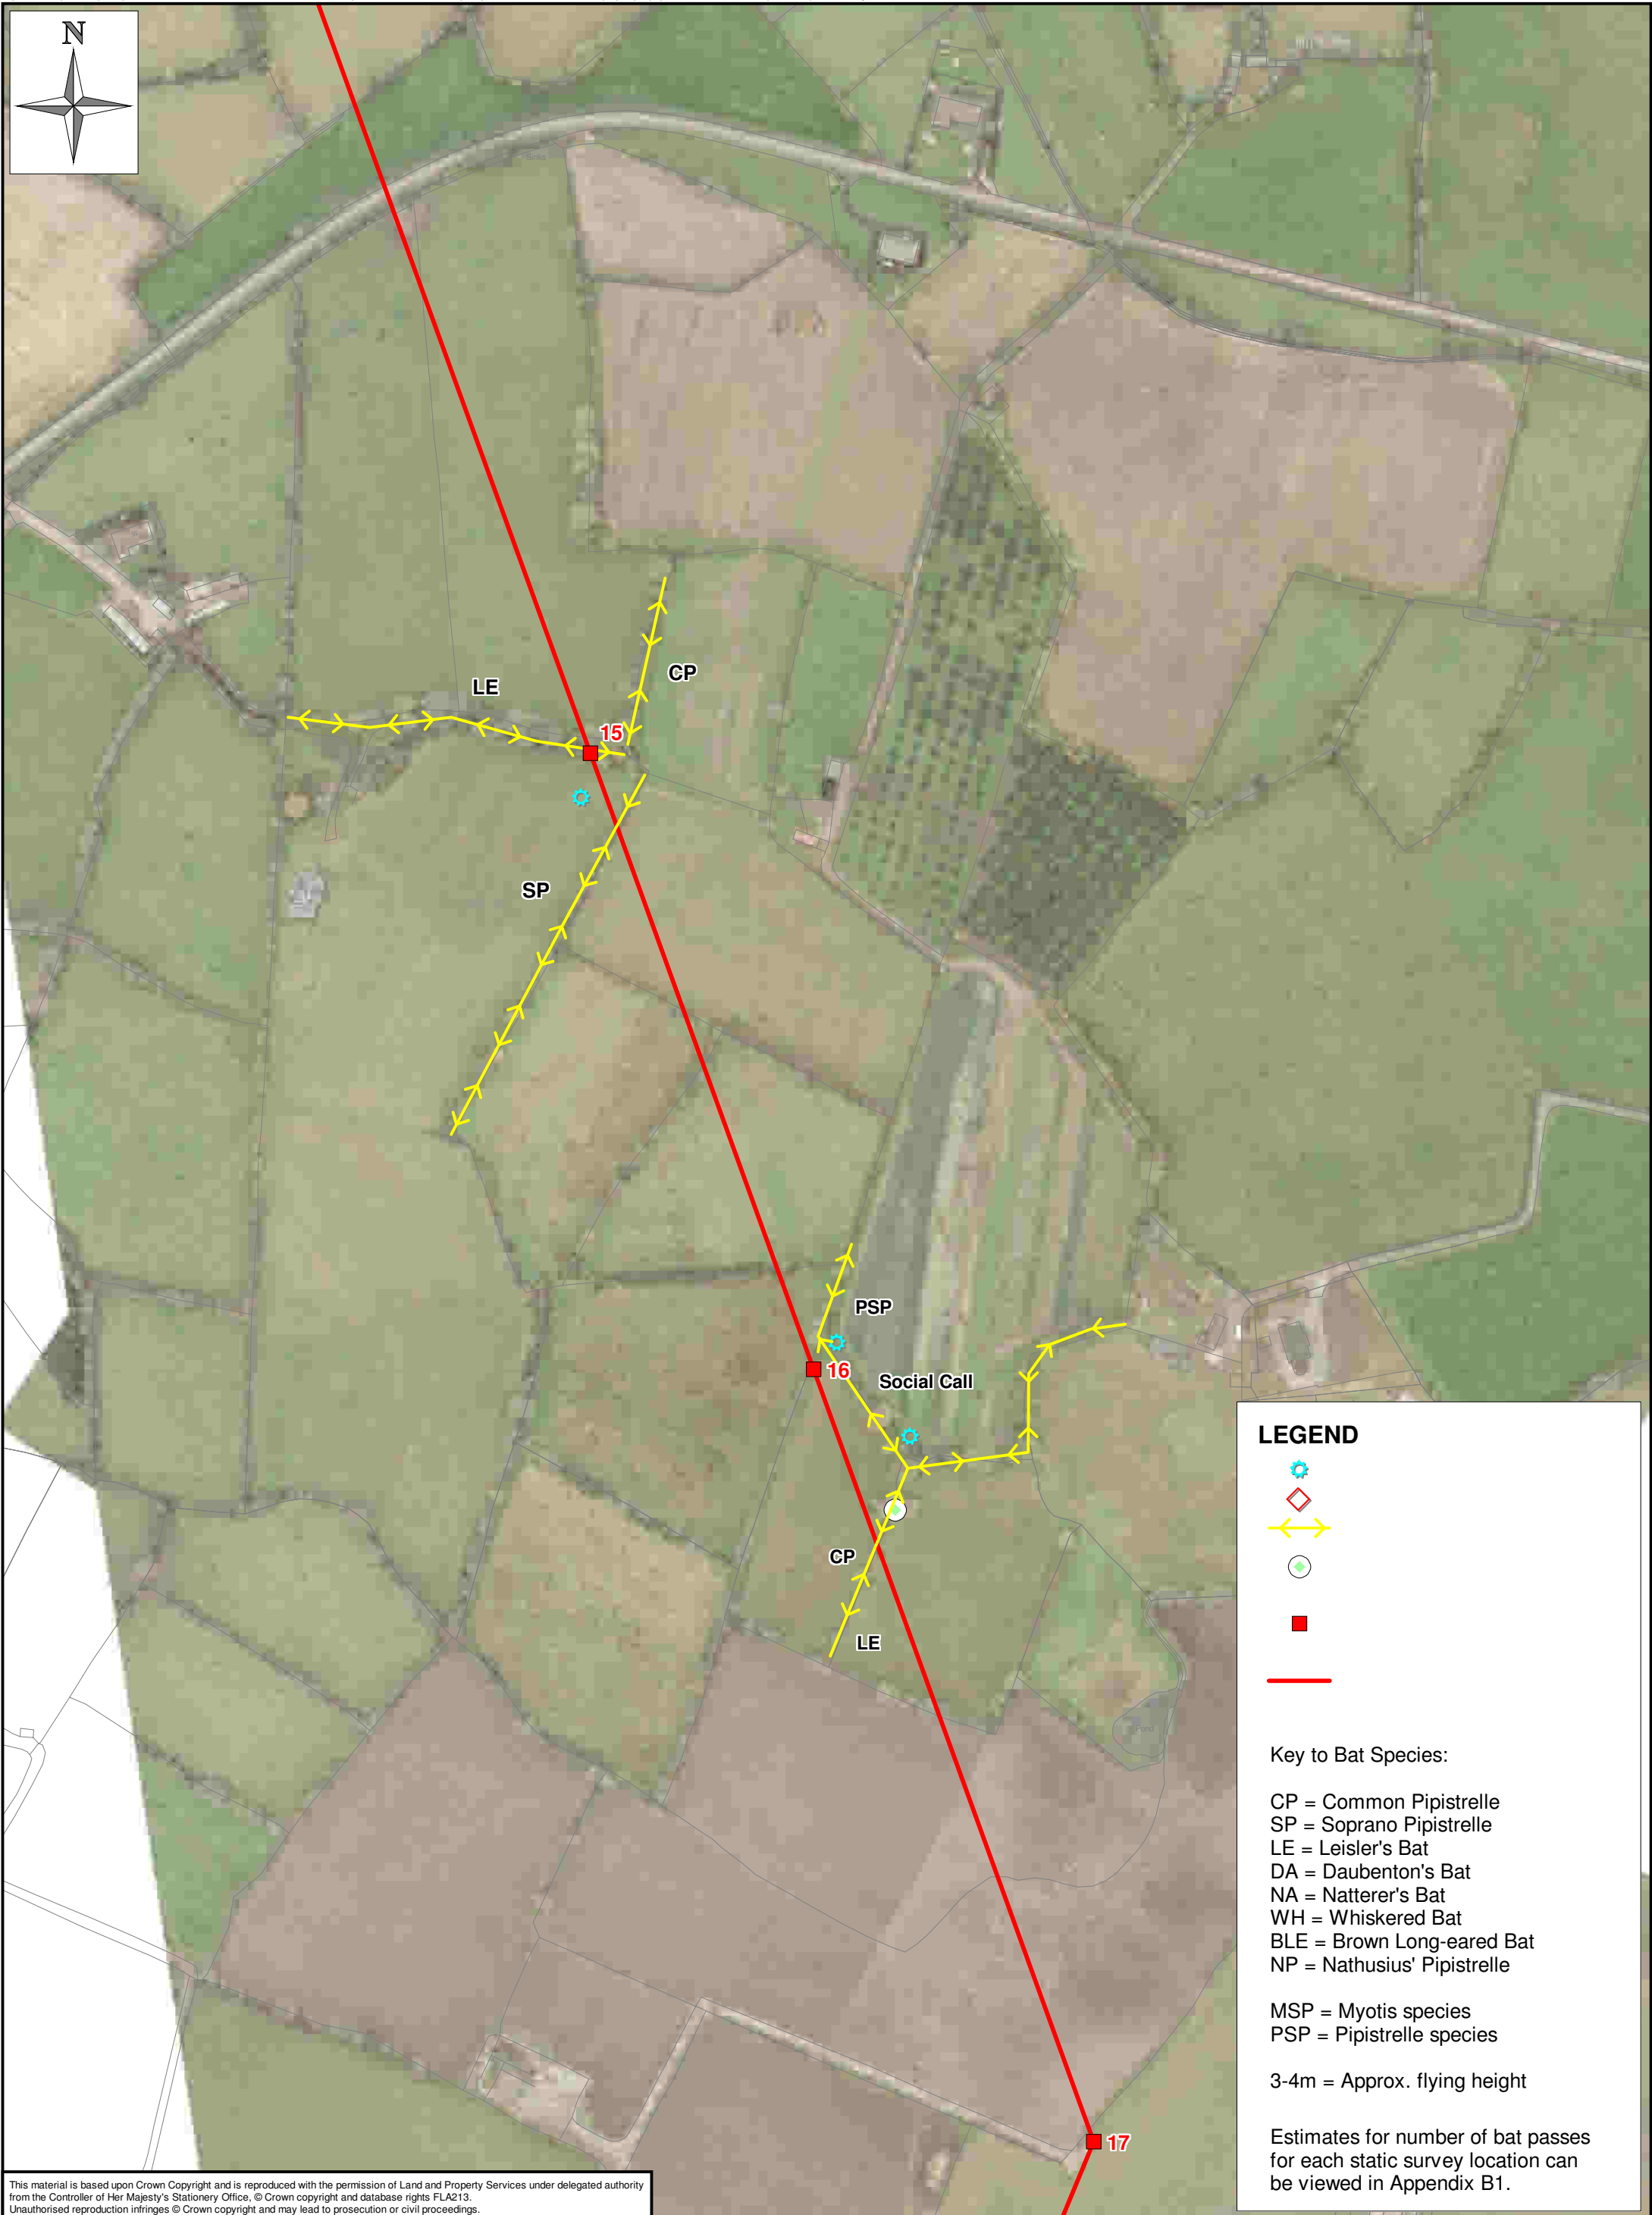 N
LE
CP
15
SP
PSP
16
Social Call
CP
LE
Pond
17
LEGEND
Key to Bat Species:
CP = Common Pipistrelle
SP = Soprano Pipistrelle
LE = Leisler's Bat
DA = Daubenton's Bat
NA = Natterer's Bat
WH = Whiskered Bat
BLE = Brown Long-eared Bat
NP = Nathusius' Pipistrelle
MSP = Myotis species
PSP = Pipistrelle species
3-4m = Approx. flying height
Estimates for number of bat passes
for each static survey location can
be viewed in Appendix B1.
This material is based upon Crown Copyright and is reproduced with the permission of Land and Property Services under delegated authority
from the Controller of Her Majesty's Stationery Office, © Crown copyright and database rights FLA213.
Unauthorised reproduction infringes © Crown copyright and may lead to prosecution or civil proceedings.